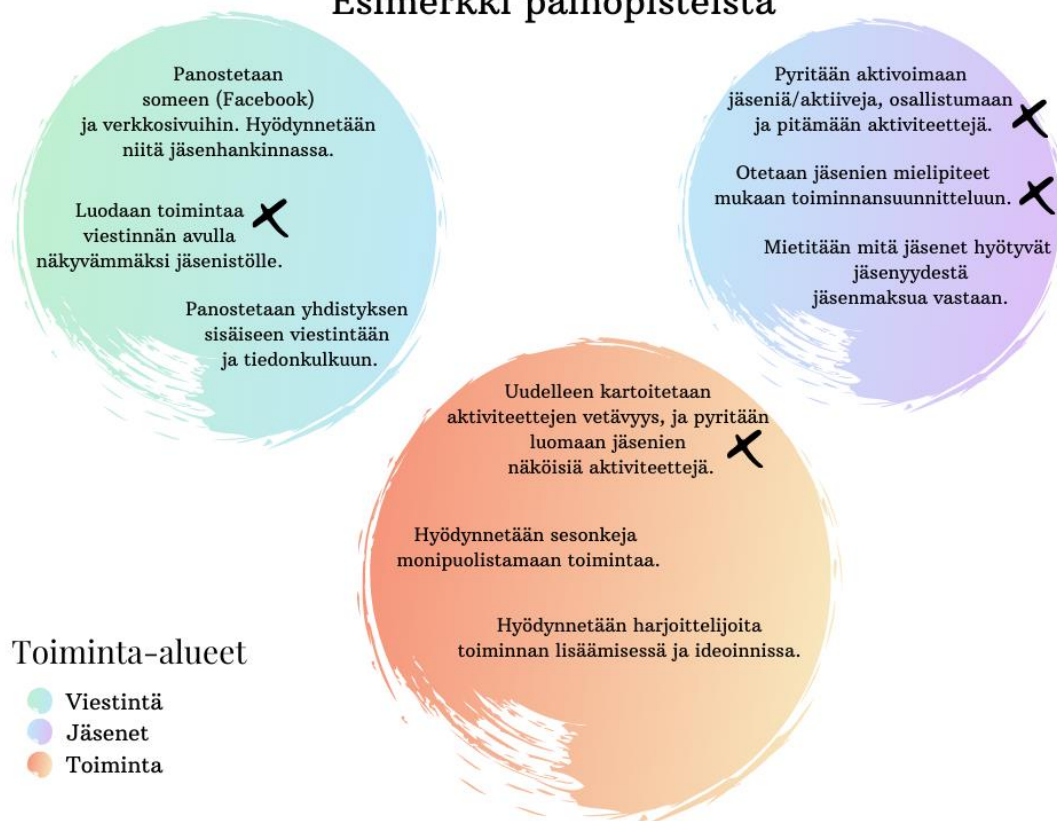 Esimerkki painopisteistä
Panostetaan
someen (Facebook)
ja verkkosivuihin. Hyödynnetään
niitä jäsenhankinnassa.
Luodaan toimintaa
viestinnän avulla
näkyvämmäksi jäsenistölle.
Panostetaan yhdistyksen
sisäiseen viestintään
ja tiedonkulkuun.
Pyritään aktivoimaan
jäseniä/aktiiveja, osallistumaan
ja pitämään aktiviteettejä.
Otetaan jäsenien mielipiteet
mukaan toiminnansuunnitteluun.
Mietitään mitä jäsenet hyötyvät
jäsenyydestä
jäsenmaksua vastaan.
Uudelleen kartoitetaan
aktiviteettejen vetävyys, ja pyritään
luomaan jäsenien
näköisiä aktiviteettejä.
Hyödynnetään sesonkeja
monipuolistamaan toimintaa.
Hyödynnetään harjoittelijoita
toiminnan lisäämisessä ja ideoinnissa.
Toiminta-alueet
Viestintä
Jäsenet
Toiminta